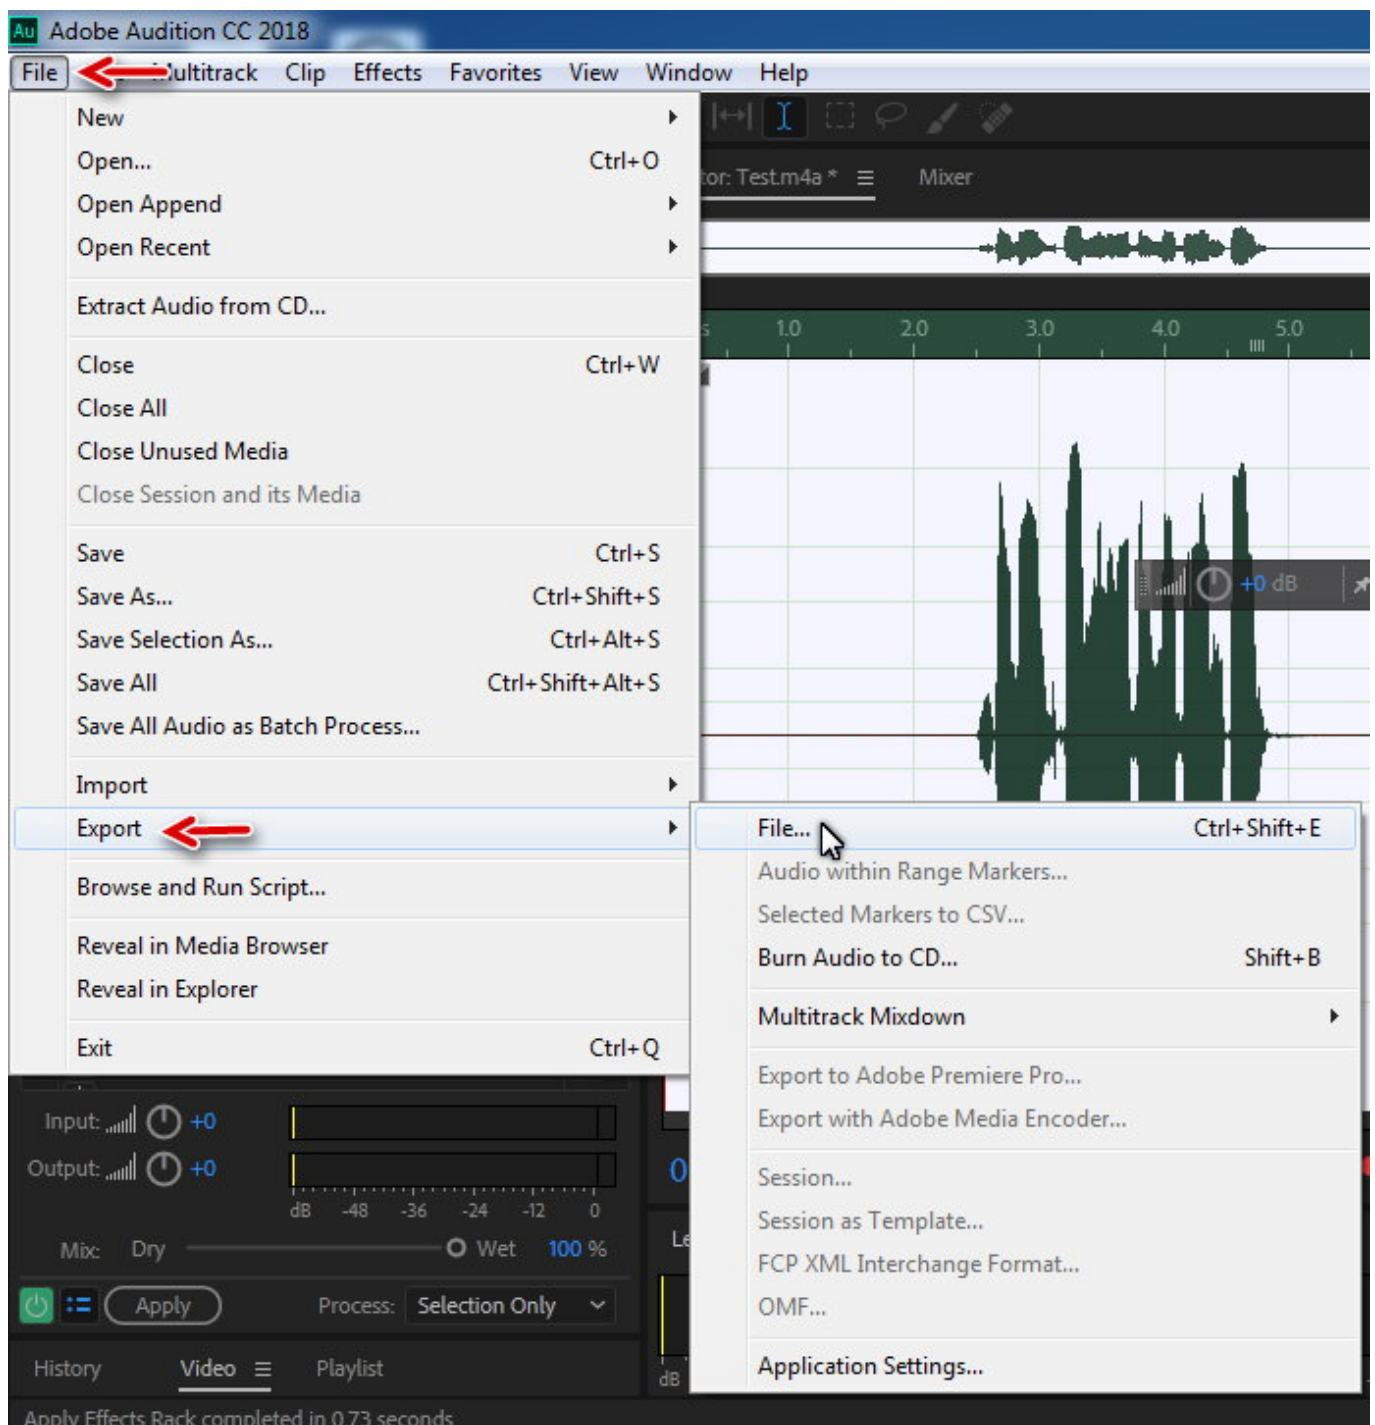 Au Adobe Audition CC 2018
File Multitrack Clip Effects Favorites View Window Help
New
Open... Ctrl+O
Open Append
Open Recent
Extract Audio from CD...
Close Ctrl+W
Close All
Close Unused Media
Close Session and its Media
Save Ctrl+S
Save As... Ctrl+Shift+S
Save Selection As... Ctrl+Alt+S
Save All Ctrl+Shift+Alt+S
Save All Audio as Batch Process...
Import
Export
Browse and Run Script...
Reveal in Media Browser
Reveal in Explorer
Exit Ctrl+Q
tor: Test.m4a * Mixer
s 1.0 2.0 3.0 4.0 5.0
+0 dB
File... Ctrl+Shift+E
Audio within Range Markers...
Selected Markers to CSV...
Burn Audio to CD... Shift+B
Multitrack Mixdown
Export to Adobe Premiere Pro...
Export with Adobe Media Encoder...
Session...
Session as Template...
FCP XML Interchange Format...
OMF...
Application Settings...
Input: +0
Output: +0
dB -48 -36 -24 -12 0
Mix: Dry Wet 100 %
Apply Process: Selection Only
History Video Playlist
0
Le
dB
Apply Effects Rack completed in 0.73 seconds